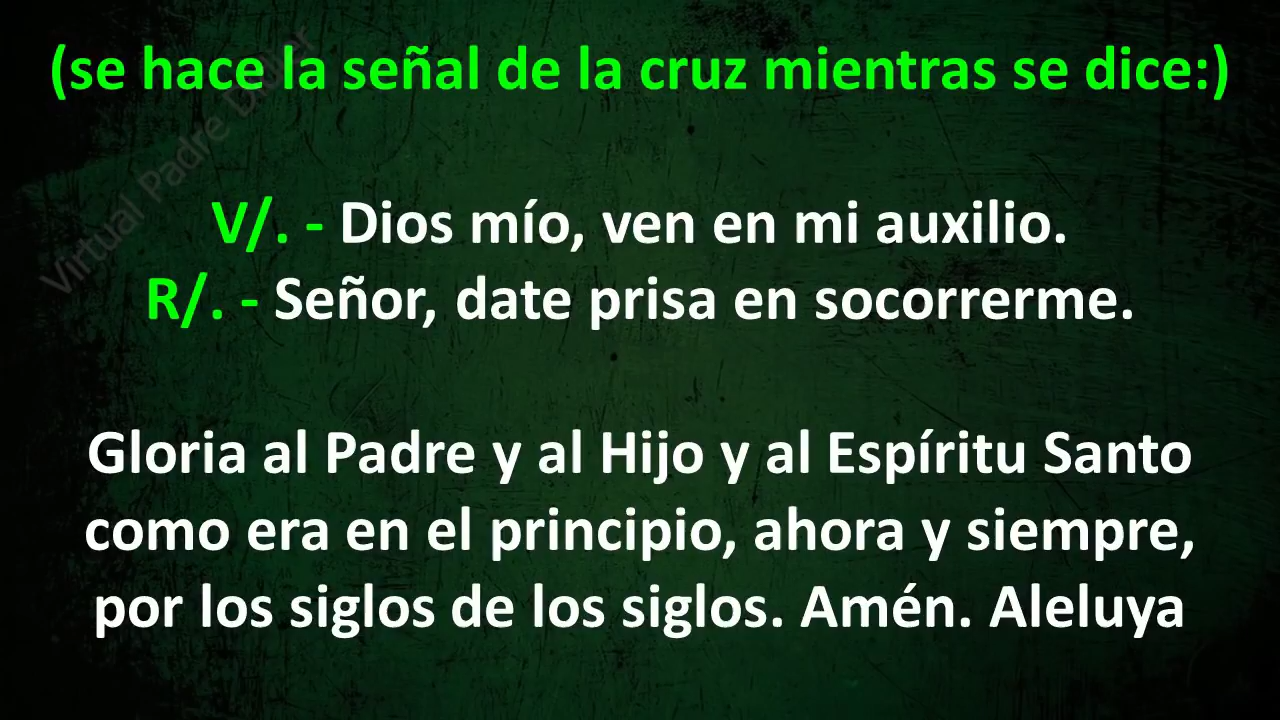 (se hace la señal de la cruz mientras se dice:)
V/. - Dios mío, ven en mi auxilio.
R/. - Señor, date prisa en socorrerme.
Gloria al Padre y al Hijo y al Espíritu Santo
como era en el principio, ahora y siempre,
por los siglos de los siglos. Amén. Aleluya
Virtual Padre